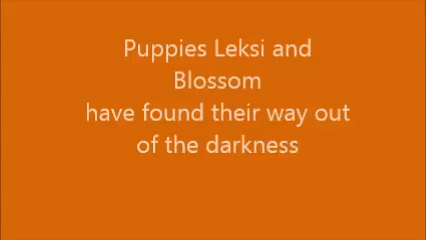 Puppies Leksi and
Blossom
have found their way out
of the darkness